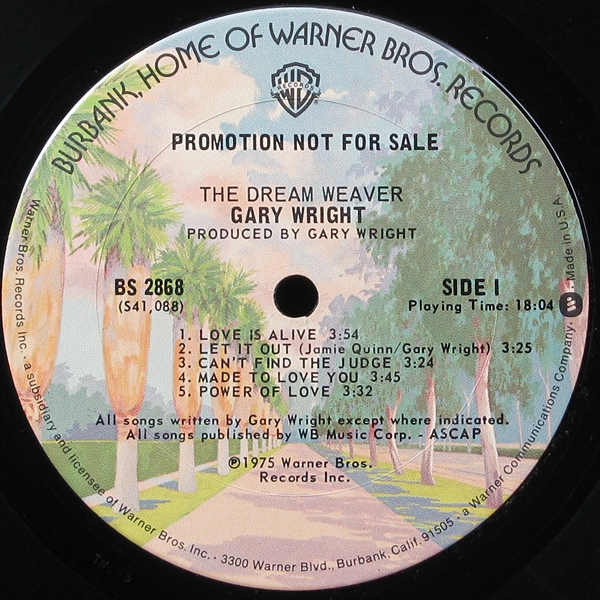 BURBANK, HOME OF WARNER BROS. RECORDS
WB
RECORDS
PROMOTION NOT FOR SALE
THE DREAM WEAVER
GARY WRIGHT
PRODUCED BY GARY WRIGHT
BS 2868
(S41,088)
SIDE 1
Playing Time: 18:04
1. LOVE IS ALIVE 3:54
2. LET IT OUT (Jamie Quinn/Gary Wright) 3:25
3. CAN'T FIND THE JUDGE 3:24
4. MADE TO LOVE YOU 3:45
5. POWER OF LOVE 3:32
All songs written by Gary Wright except where indicated.
All songs published by WB Music Corp. - ASCAP
℗1975 Warner Bros.
Records Inc.
Warner Bros. Records Inc. · a subsidiary and licensee of Warner Bros. Inc. · 3300 Warner Blvd., Burbank, Calif. 91505 · a Warner Communications Company · Made in U.S.A.